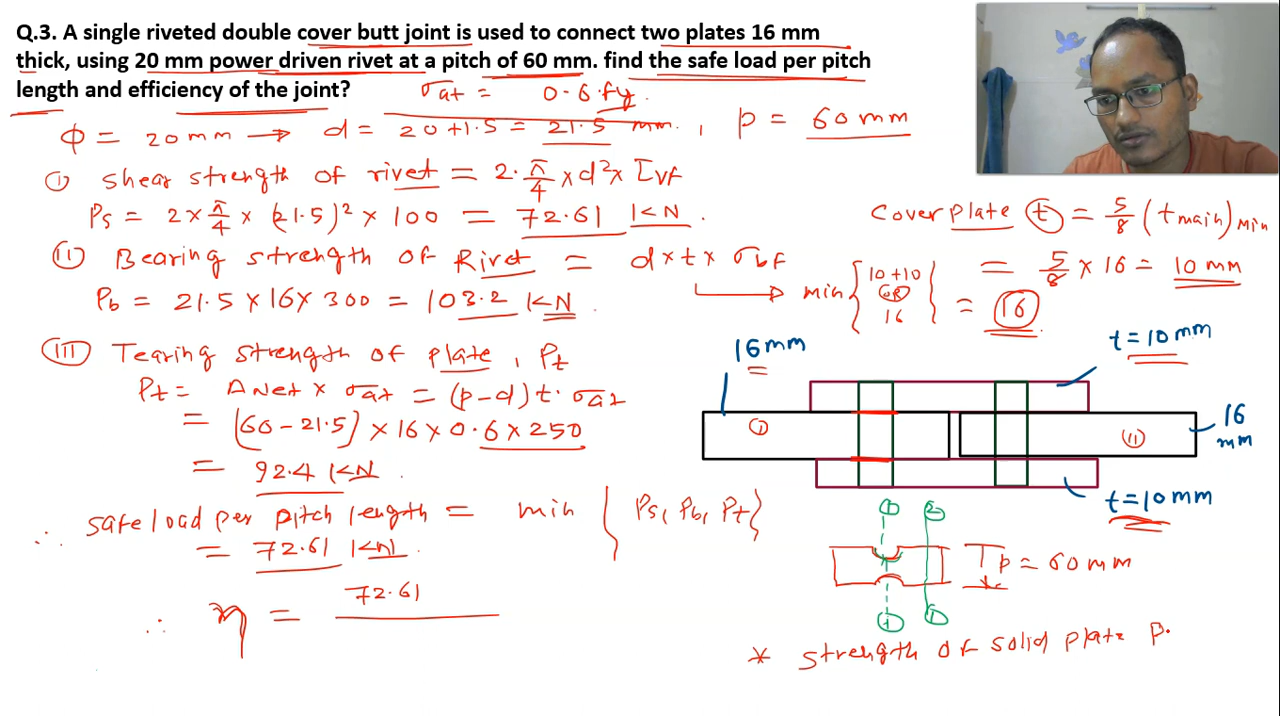 Q.3. A single riveted double cover butt joint is used to connect two plates 16 mm
thick, using 20 mm power driven rivet at a pitch of 60 mm. find the safe load per pitch
length and efficiency of the joint?
σat = 0.6.fy
ϕ = 20mm → d = 20+1.5 = 21.5 mm. , p = 60mm
(i) Shear strength of rivet = 2.π/4 × d² × τvf
Ps = 2 × π/4 × (21.5)² × 100 = 72.61 KN.
(ii) Bearing strength of Rivet = d×t× σbf
Pb = 21.5 × 16 × 300 = 103.2 KN.
(iii) Tearing strength of plate, Pt
Pt = ANet × σat = (p-d) t. σat
= (60-21.5) × 16 × 0.6 × 250
= 92.4 KN.
∴ Safe load per pitch length = min { Ps, Pb, Pt }
= 72.61 KN.
∴ η = 72.61
Cover plate t = 5/8 (tmain)Min
= 5/8 × 16 = 10 mm
min { 10+10 OR 16 } = 16
16mm
t=10mm
I
II
16 mm
t=10mm
1 2
p = 60mm
1 1
* strength of solid plate P.